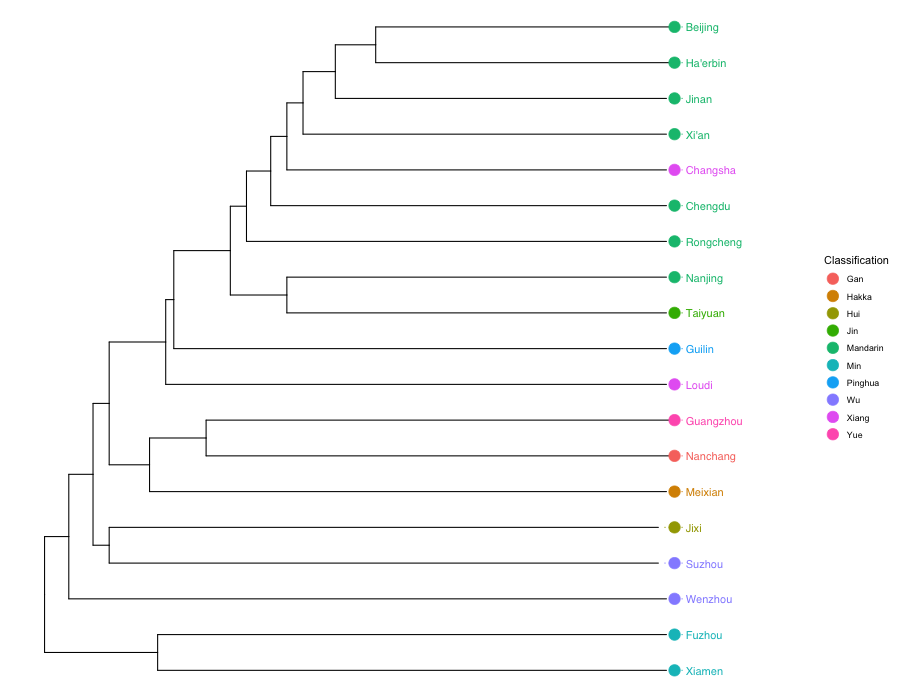 Beijing
Ha'erbin
Jinan
Xi'an
Changsha
Chengdu
Rongcheng
Nanjing
Taiyuan
Guilin
Loudi
Guangzhou
Nanchang
Meixian
Jixi
Suzhou
Wenzhou
Fuzhou
Xiamen
Classification
Gan
Hakka
Hui
Jin
Mandarin
Min
Pinghua
Wu
Xiang
Yue